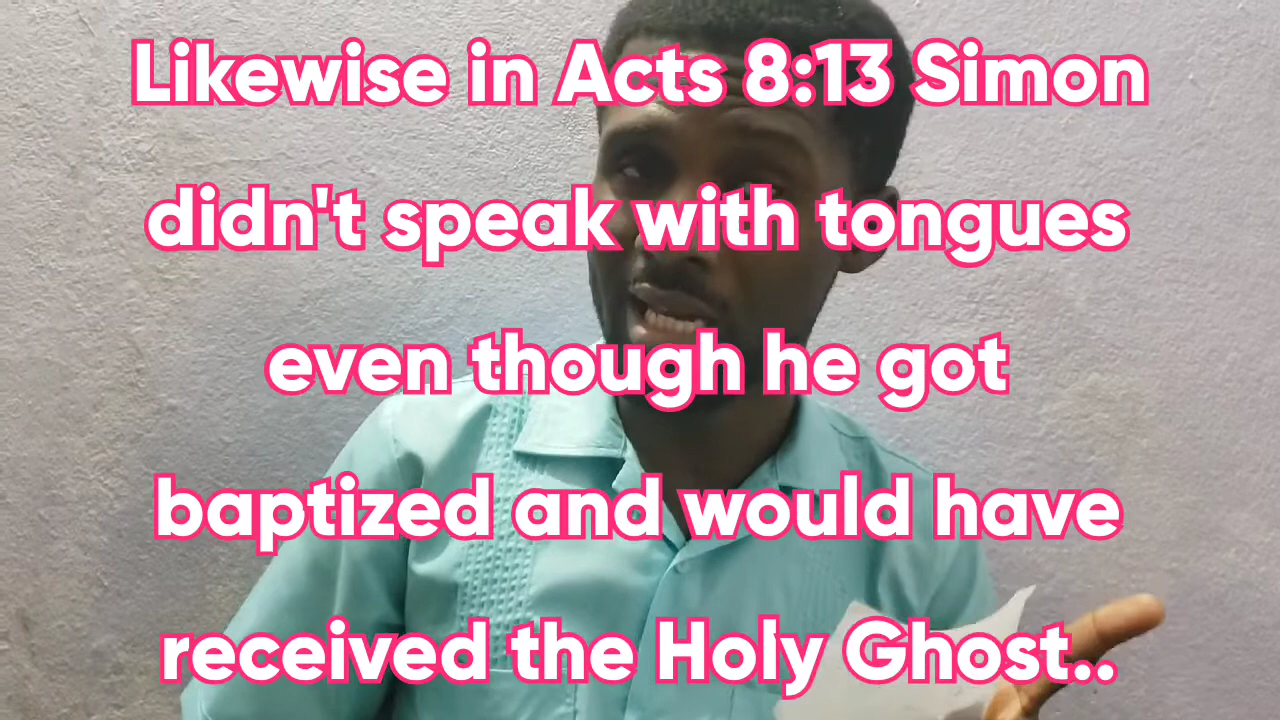 Likewise in Acts 8:13 Simon
didn't speak with tongues
even though he got
baptized and would have
received the Holy Ghost..